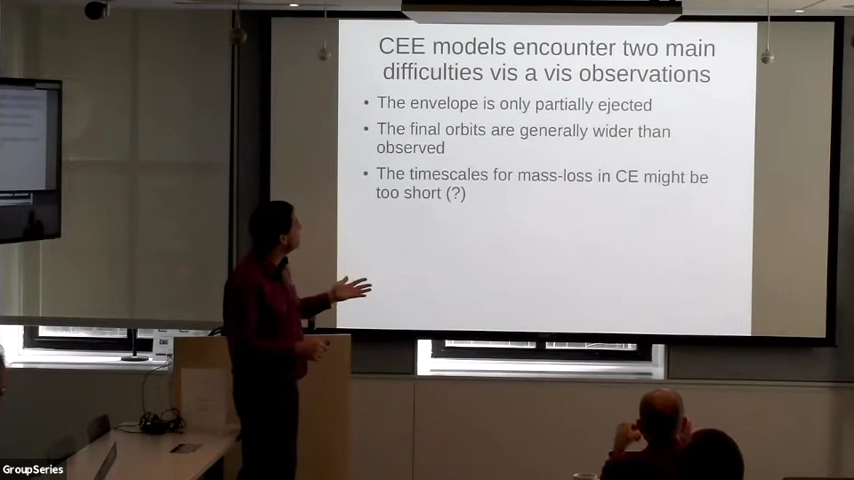 CEE models encounter two main
difficulties vis a vis observations
• The envelope is only partially ejected
• The final orbits are generally wider than
observed
• The timescales for mass-loss in CE might be
too short (?)
GroupSeries